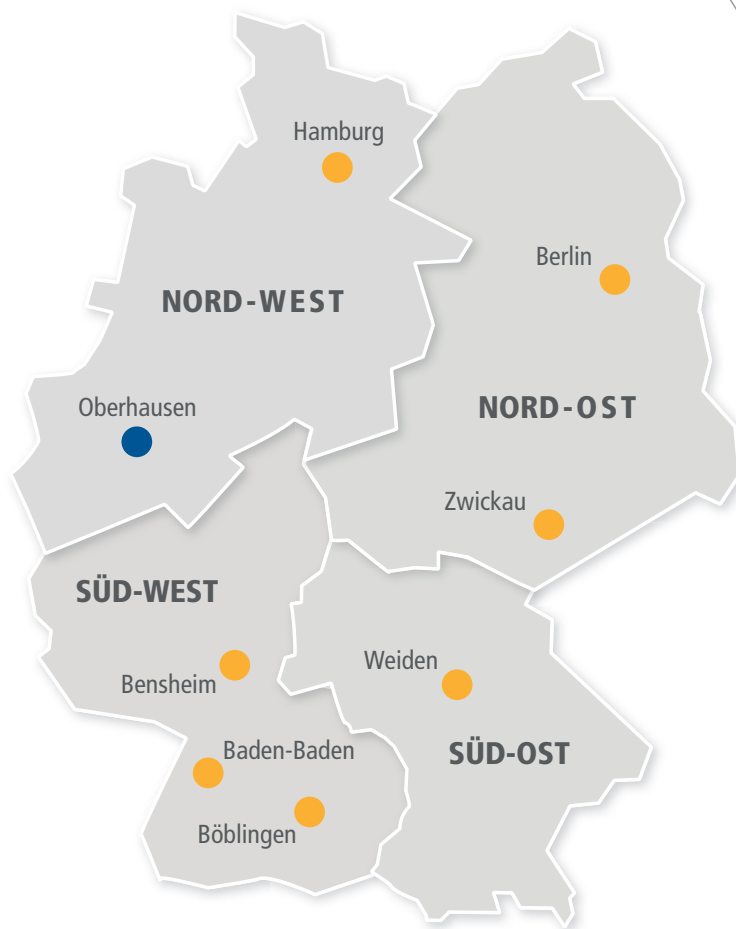 Hamburg
Berlin
NORD-WEST
Oberhausen
NORD-OST
Zwickau
SÜD-WEST
Weiden
Bensheim
Baden-Baden
SÜD-OST
Böblingen